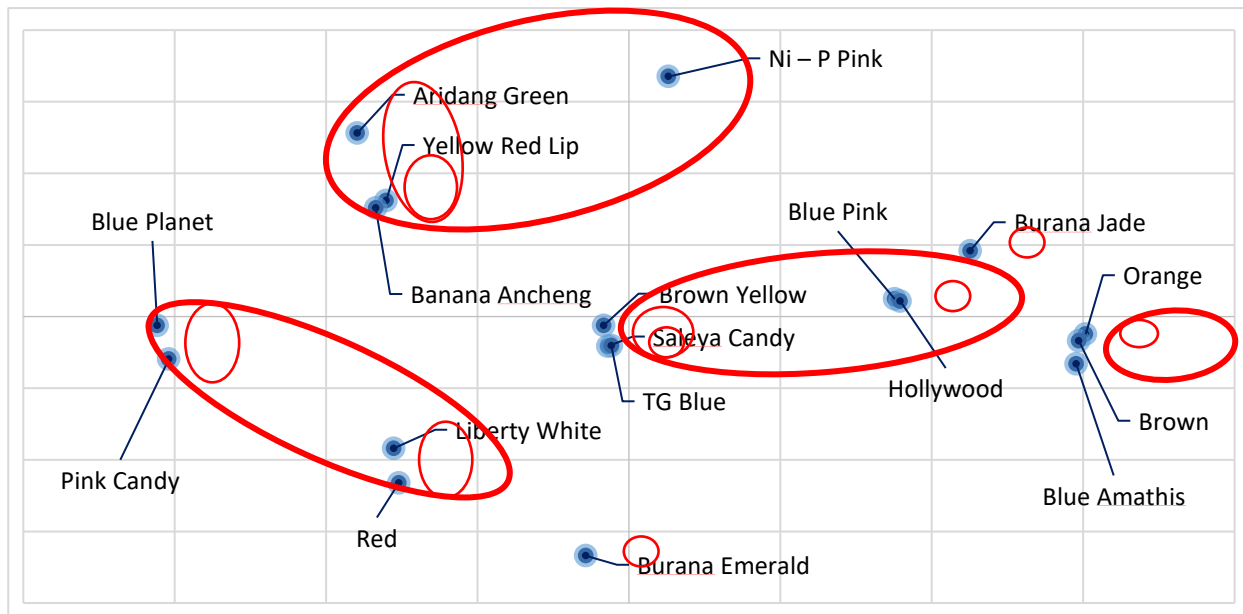 Ni – P Pink
Aridang Green
Yellow Red Lip
Blue Planet
Blue Pink
Burana Jade
Orange
Banana Ancheng
Brown Yellow
Saleya Candy
Hollywood
TG Blue
Brown
Liberty White
Pink Candy
Blue Amathis
Red
Burana Emerald